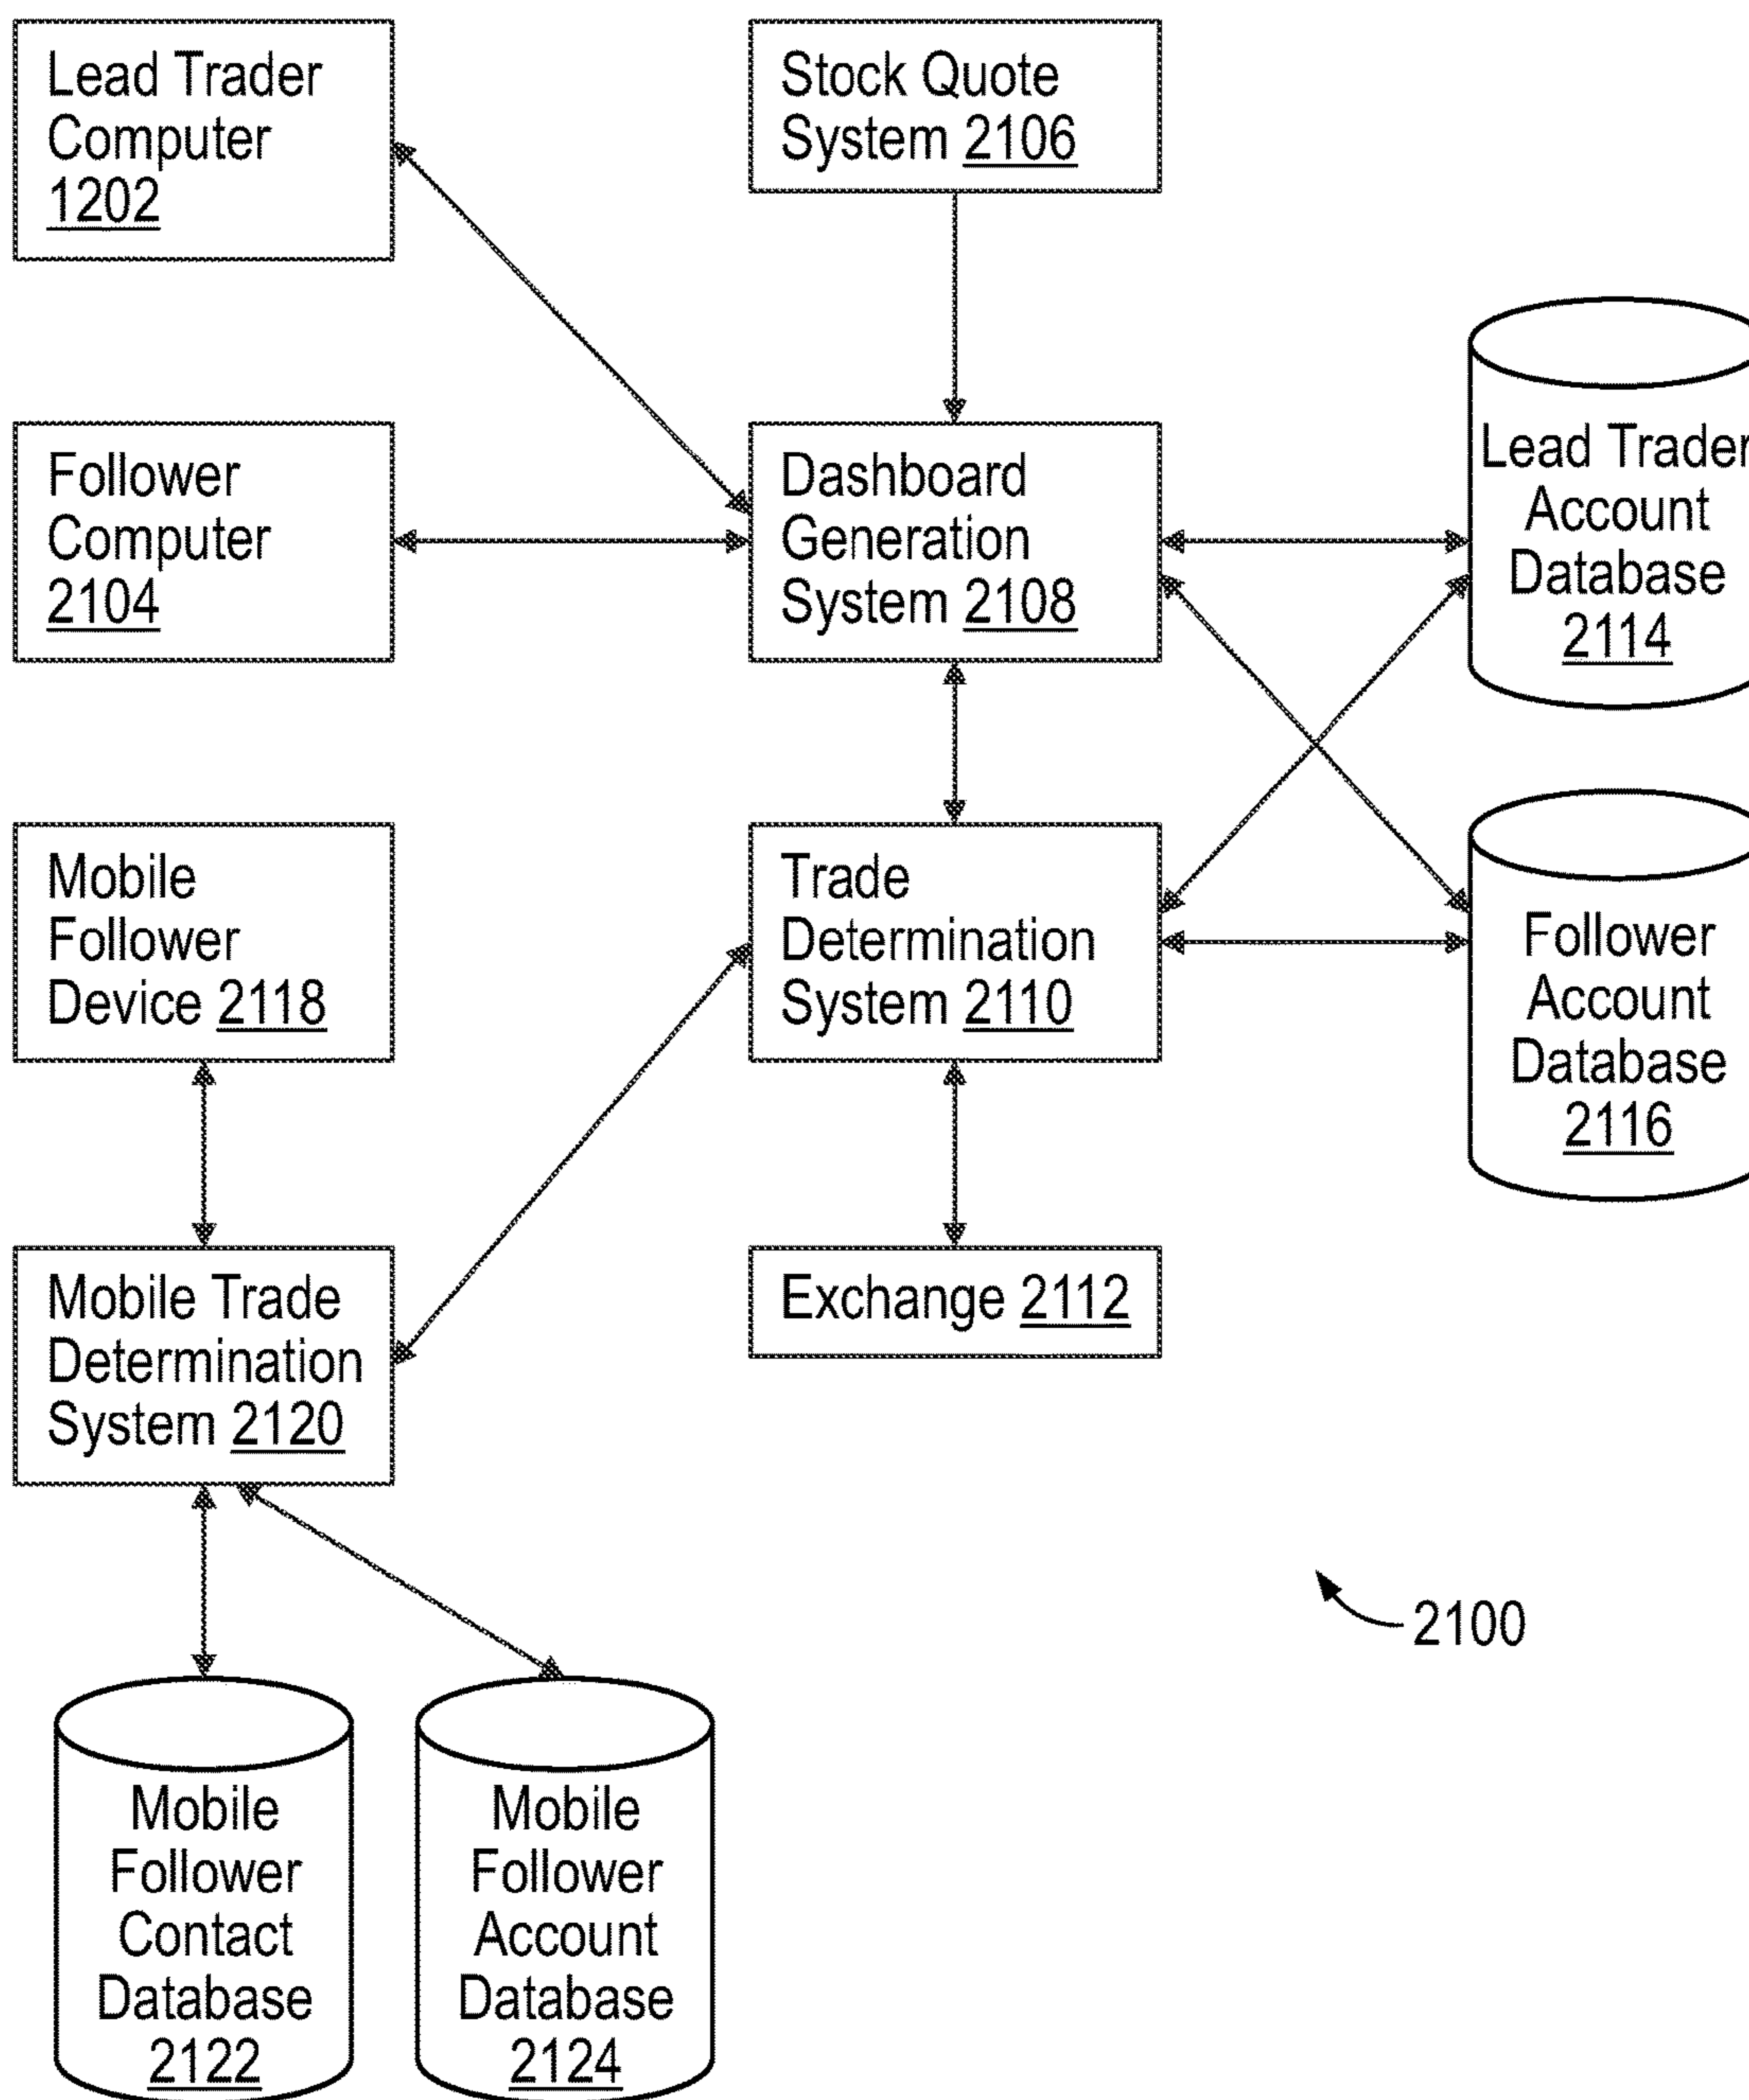 Lead Trader
Computer
1202
Stock Quote
System 2106
Follower
Computer
2104
Dashboard
Generation
System 2108
Lead Trader
Account
Database
2114
Mobile
Follower
Device 2118
Trade
Determination
System 2110
Follower
Account
Database
2116
Mobile Trade
Determination
System 2120
Exchange 2112
2100
Mobile
Follower
Contact
Database
2122
Mobile
Follower
Account
Database
2124